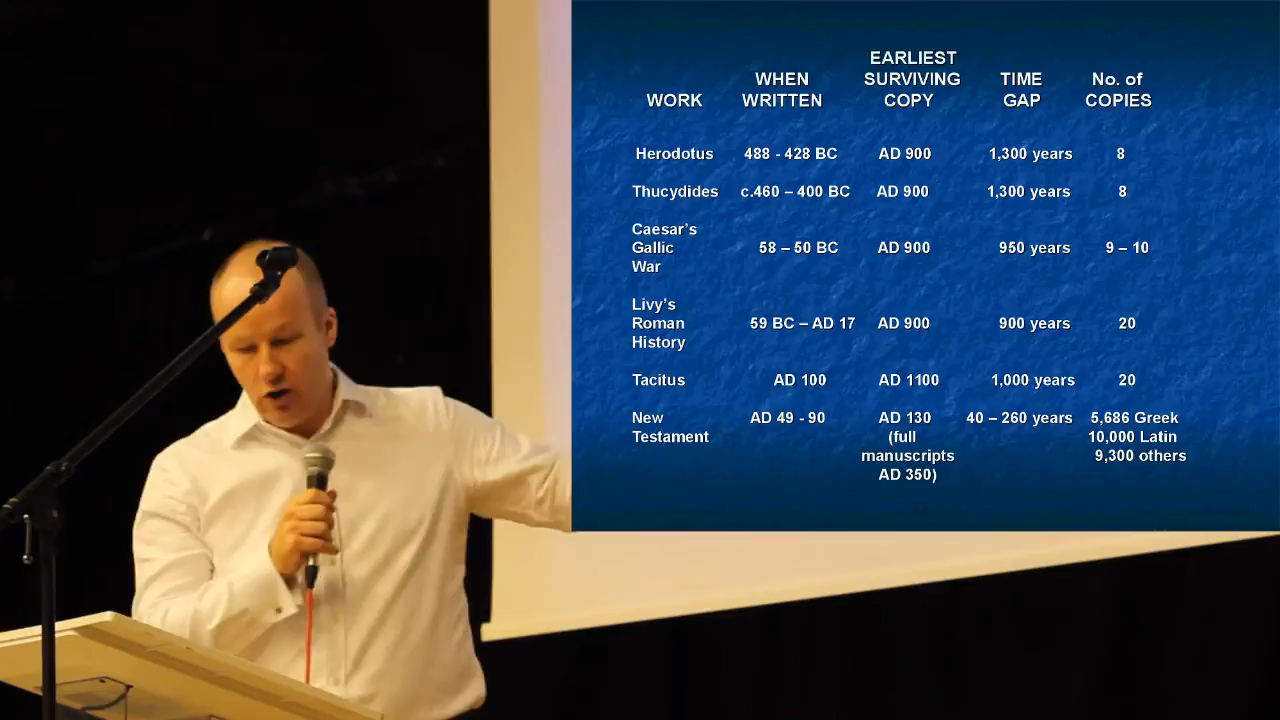 WORK WHEN WRITTEN EARLIEST SURVIVING COPY TIME GAP No. of COPIES
Herodotus 488 - 428 BC AD 900 1,300 years 8
Thucydides c.460 – 400 BC AD 900 1,300 years 8
Caesar's
Gallic 58 – 50 BC AD 900 950 years 9 – 10
War
Livy's
Roman 59 BC – AD 17 AD 900 900 years 20
History
Tacitus AD 100 AD 1100 1,000 years 20
New AD 49 - 90 AD 130 40 – 260 years 5,686 Greek
Testament (full 10,000 Latin
manuscripts 9,300 others
AD 350)